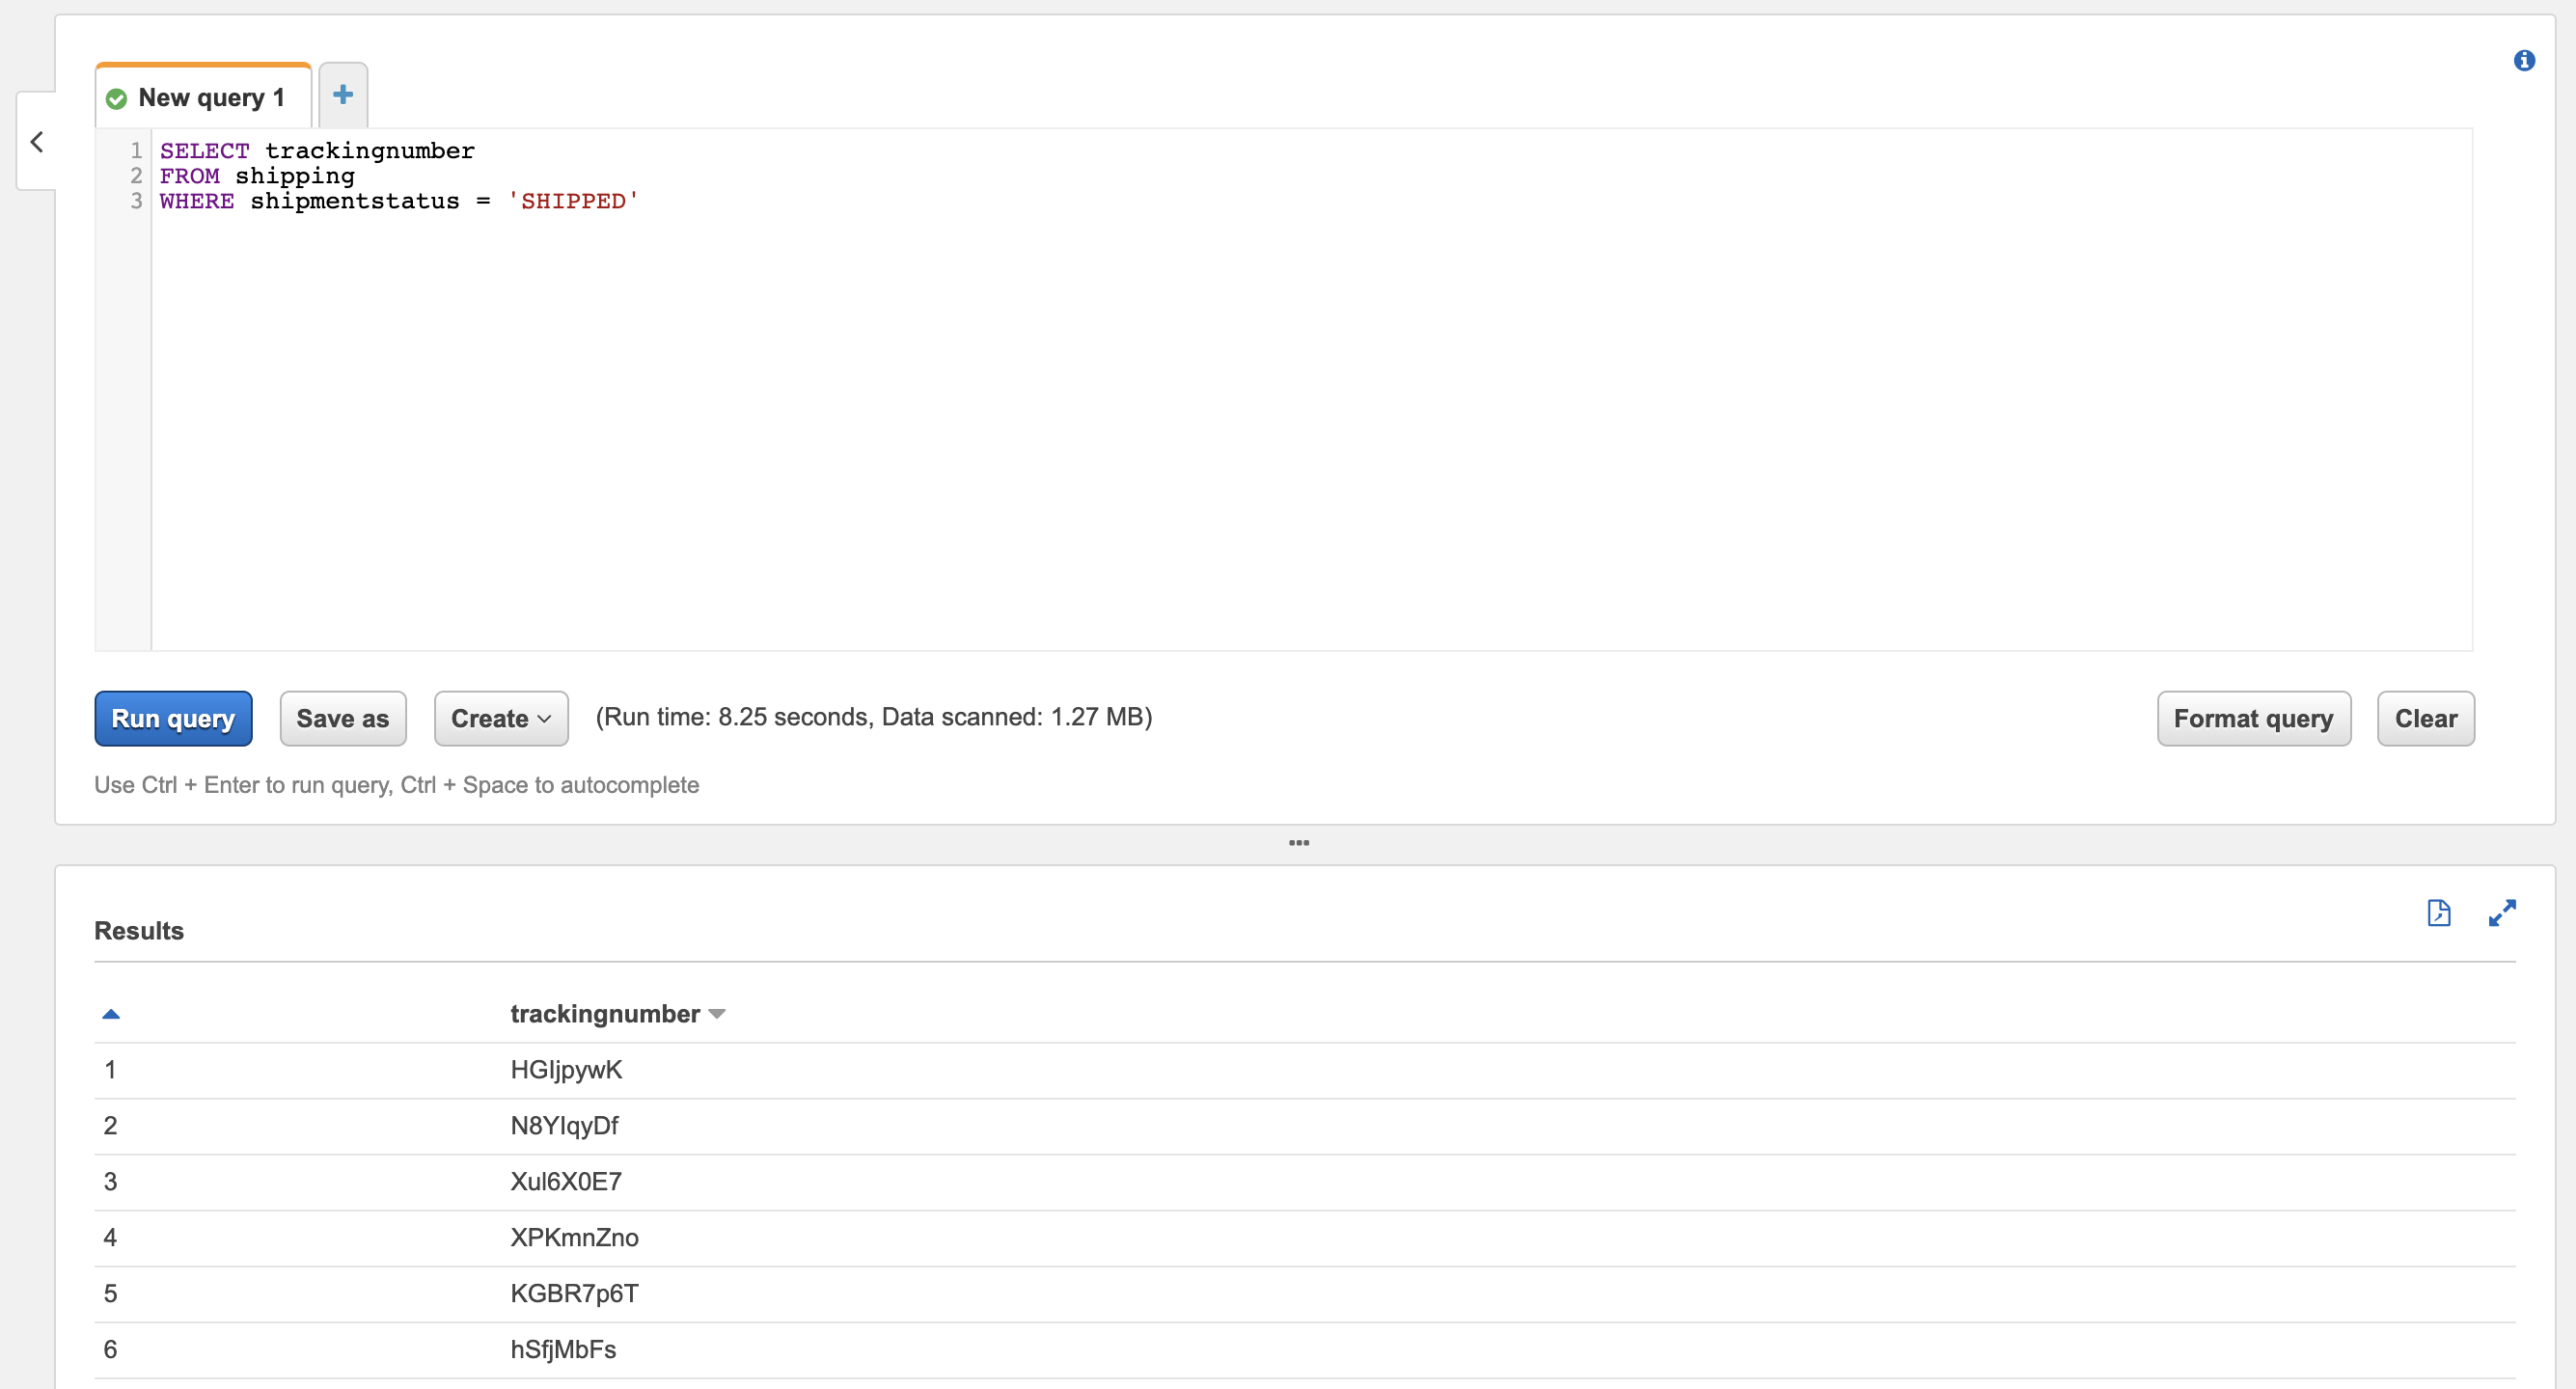 New query 1
1 SELECT trackingnumber
2 FROM shipping
3 WHERE shipmentstatus = 'SHIPPED'
Run query Save as Create (Run time: 8.25 seconds, Data scanned: 1.27 MB) Format query Clear
Use Ctrl + Enter to run query, Ctrl + Space to autocomplete
Results
trackingnumber
1 HGIjpywK
2 N8YIqyDf
3 Xul6X0E7
4 XPKmnZno
5 KGBR7p6T
6 hSfjMbFs